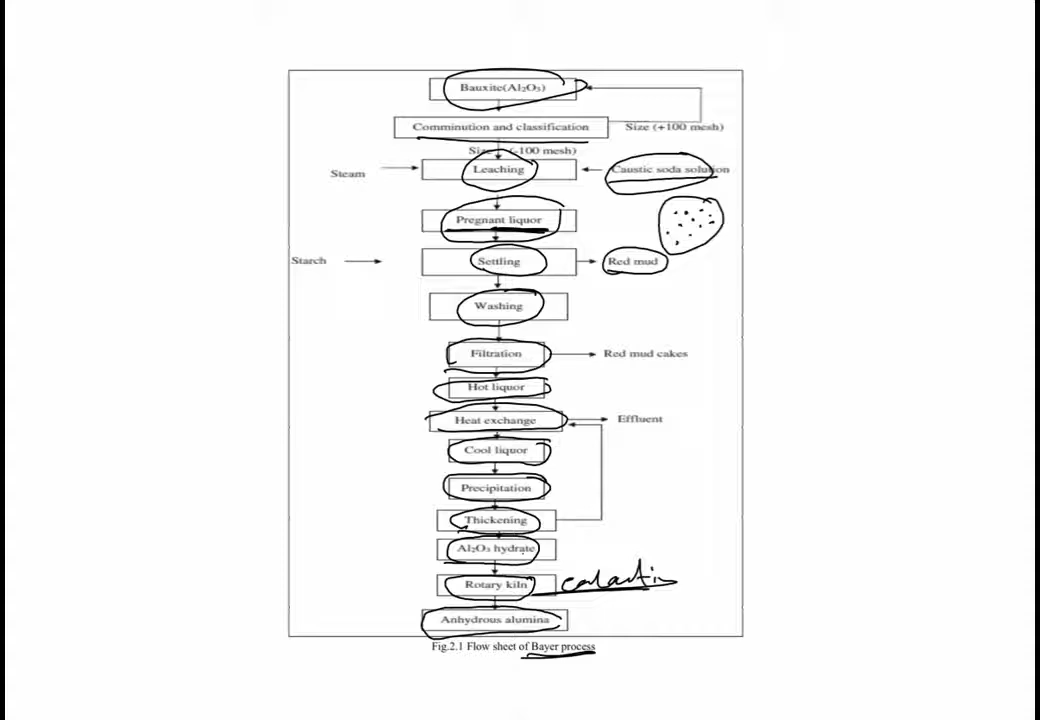 Bauxite(Al₂O₃)
Comminution and classification
Size (+100 mesh)
Size (-100 mesh)
Steam
Leaching
Caustic soda solution
Pregnant liquor
Starch
Settling
Red mud
Washing
Filtration
Red mud cakes
Hot liquor
Heat exchange
Effluent
Cool liquor
Precipitation
Thickening
Al₂O₃ hydrate
Rotary kiln
Anhydrous alumina
Fig.2.1 Flow sheet of Bayer process